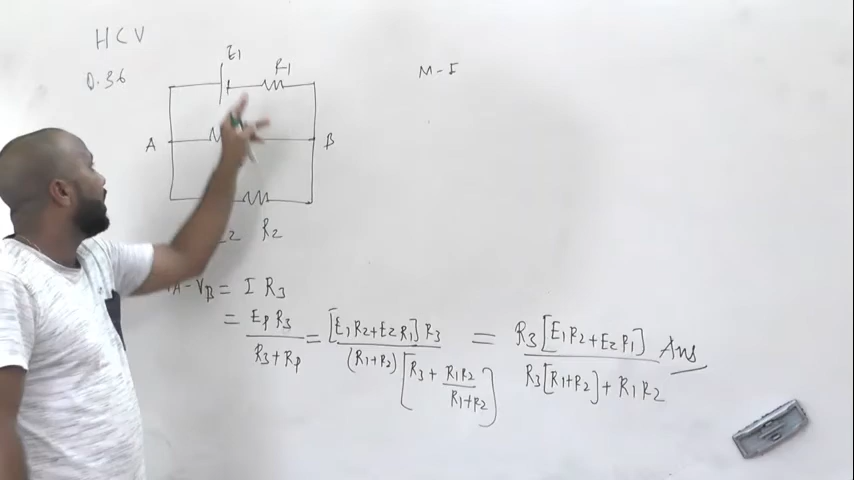 HCV
Q.36
E1
R1
M-I
A
B
2 R2
A-VB = I R3
= EP R3 / R3+RP = [E1R2+E2R1]R3 / (R1+R2)[R3 + R1R2 / R1+R2] = R3[E1R2+E2R1] / R3[R1+R2]+R1R2 Ans